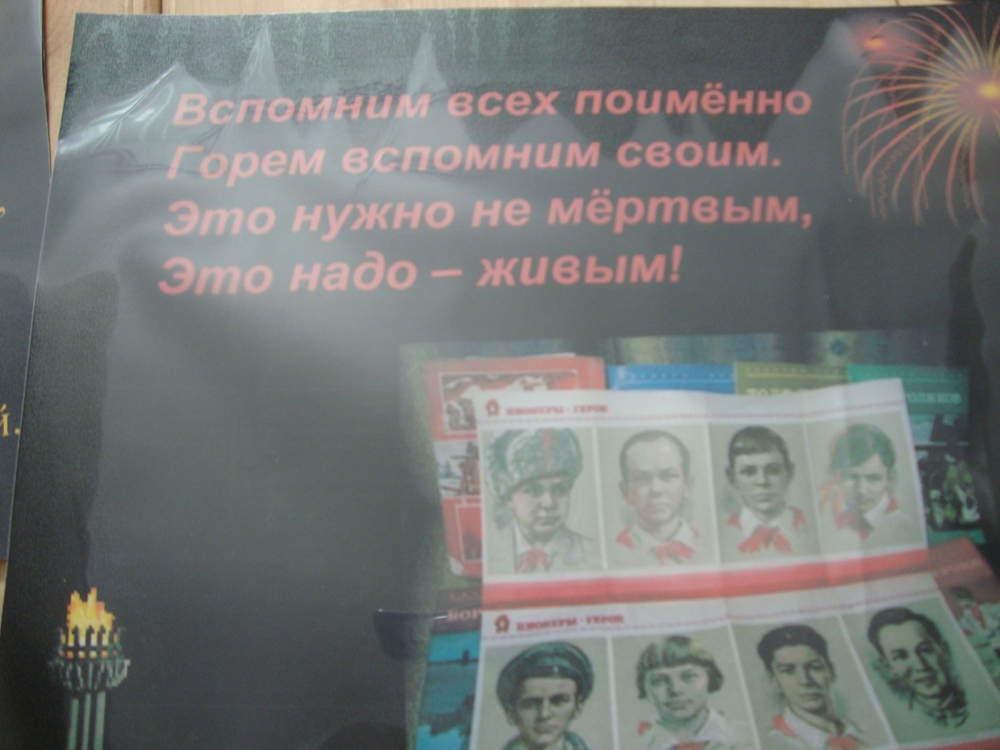 Вспомним всех поимённо
Горем вспомним своим.
Это нужно не мёртвым,
Это надо – живым!
й.
ПИОНЕРЫ - ГЕРОИ
ПИОНЕРЫ - ГЕРОИ